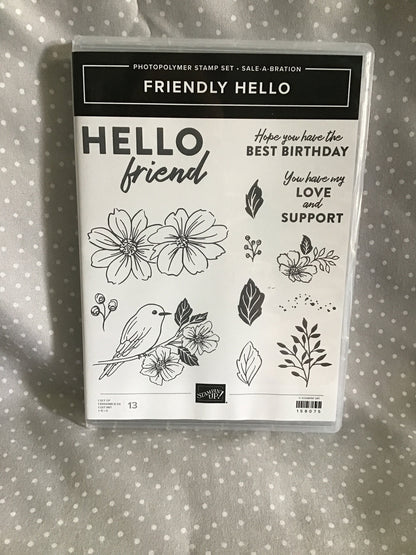 PHOTOPOLYMER STAMP SET • SALE-A-BRATION
FRIENDLY HELLO
HELLO
friend
Hope you have the
BEST BIRTHDAY
You have my
LOVE
and
SUPPORT
13
STAMPIN' UP!
159075